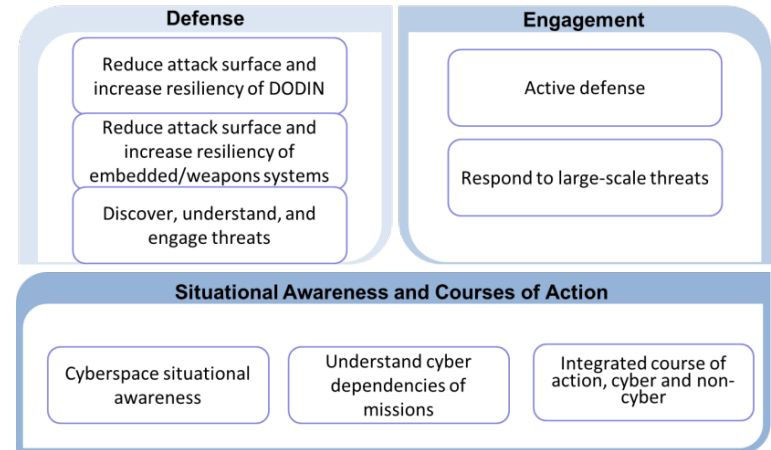 Defense
Reduce attack surface and
increase resiliency of DODIN
Reduce attack surface and
increase resiliency of
embedded/weapons systems
Discover, understand, and
engage threats
Engagement
Active defense
Respond to large-scale threats
Situational Awareness and Courses of Action
Cyberspace situational
awareness
Understand cyber
dependencies of
missions
Integrated course of
action, cyber and non-
cyber